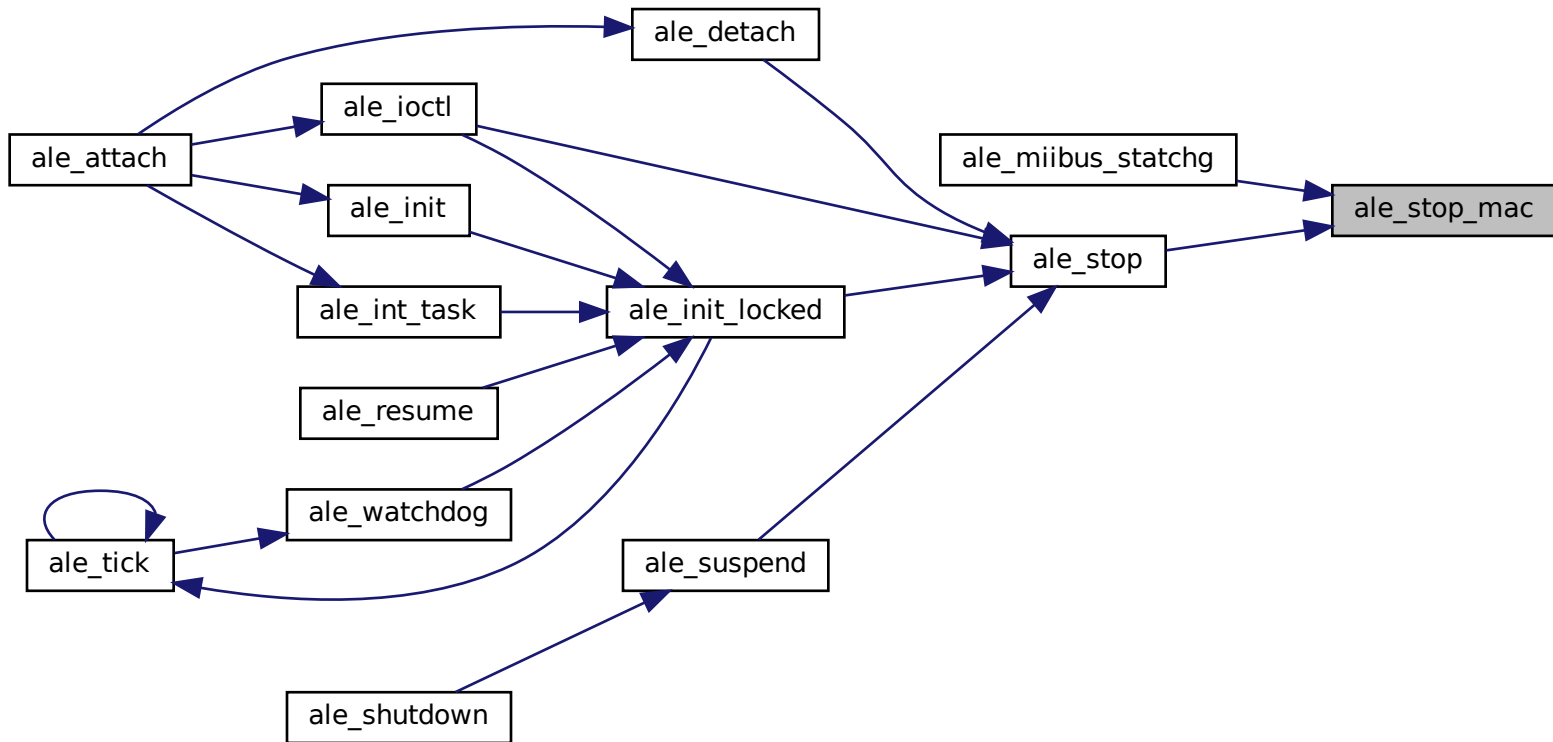 ale_detach
ale_ioctl
ale_attach
ale_miibus_statchg
ale_init
ale_stop_mac
ale_stop
ale_int_task
ale_init_locked
ale_resume
ale_watchdog
ale_tick
ale_suspend
ale_shutdown